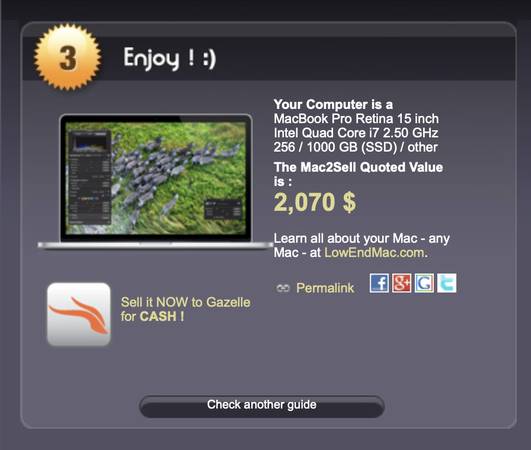 3
Enjoy ! :)
Your Computer is a
MacBook Pro Retina 15 inch
Intel Quad Core i7 2.50 GHz
256 / 1000 GB (SSD) / other
The Mac2Sell Quoted Value
is :
2,070 $
Learn all about your Mac - any
Mac - at LowEndMac.com.
Permalink
Sell it NOW to Gazelle
for CASH !
Check another guide